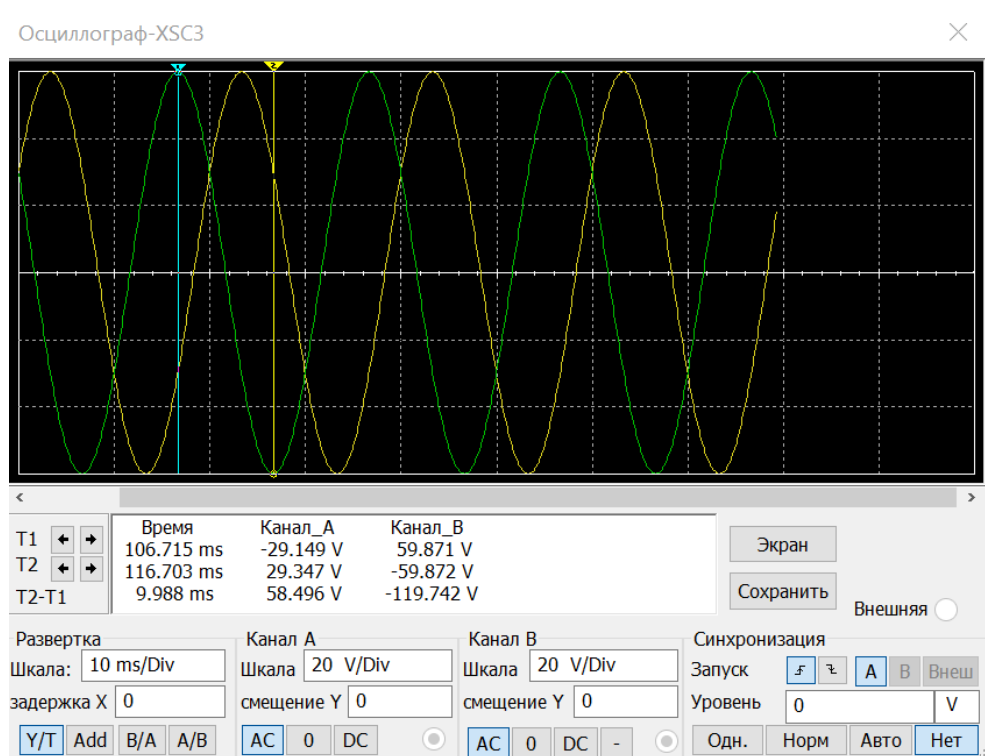 Осциллограф-XSC3
1 2
T1 Время Канал_A Канал_B
106.715 ms -29.149 V 59.871 V
T2 116.703 ms 29.347 V -59.872 V
T2-T1 9.988 ms 58.496 V -119.742 V
Экран
Сохранить
Внешняя
Развертка Канал A Канал B Синхронизация
Шкала: 10 ms/Div Шкала 20 V/Div Шкала 20 V/Div Запуск A B Внеш
задержка X 0 смещение Y 0 смещение Y 0 Уровень 0 V
Y/T Add B/A A/B AC 0 DC AC 0 DC - Одн. Норм Авто Нет